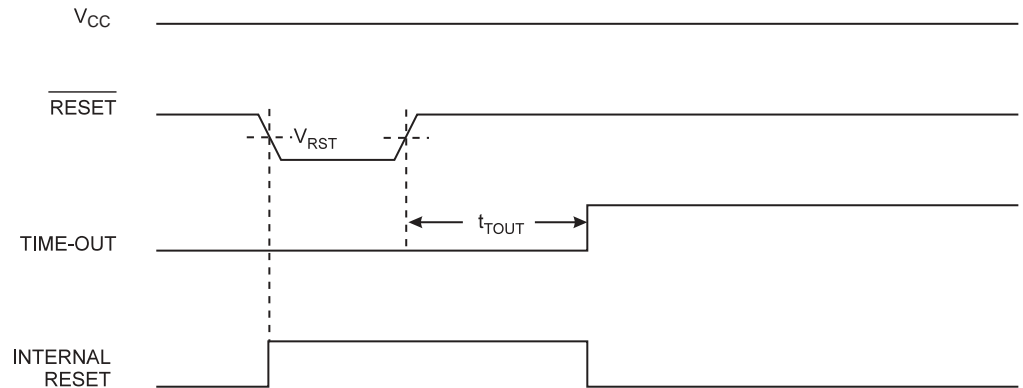 VCC
RESET
VRST
tTOUT
TIME-OUT
INTERNAL
RESET